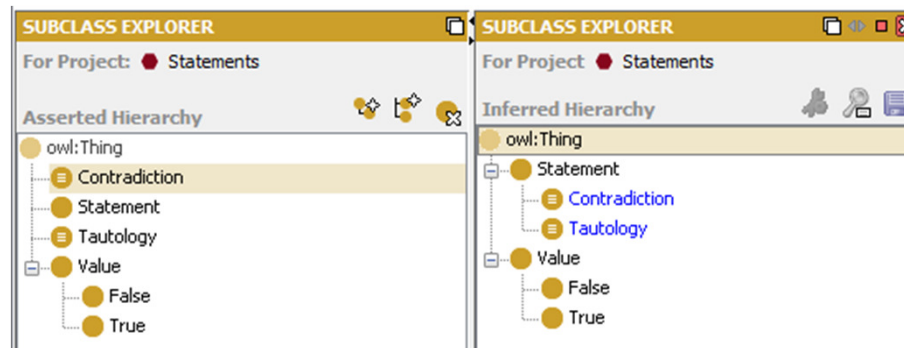 SUBCLASS EXPLORER
For Project: Statements
Asserted Hierarchy
owl:Thing
Contradiction
Statement
Tautology
Value
False
True
SUBCLASS EXPLORER
For Project Statements
Inferred Hierarchy
owl:Thing
Statement
Contradiction
Tautology
Value
False
True